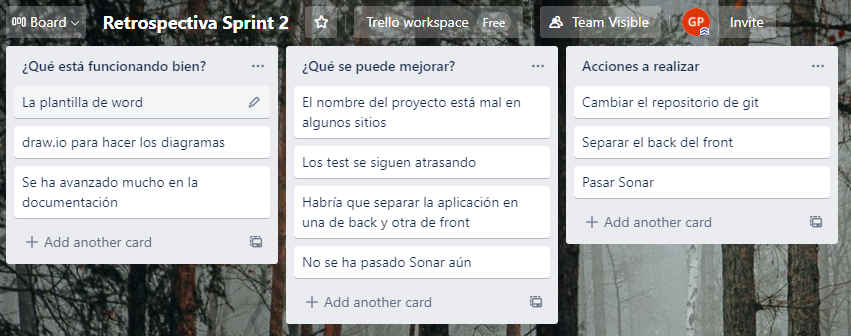 Board
Retrospectiva Sprint 2
Trello workspace
Free
Team Visible
GP
Invite
¿Qué está funcionando bien?
La plantilla de word
draw.io para hacer los diagramas
Se ha avanzado mucho en la
documentación
+ Add another card
¿Qué se puede mejorar?
El nombre del proyecto está mal en
algunos sitios
Los test se siguen atrasando
Habría que separar la aplicación en
una de back y otra de front
No se ha pasado Sonar aún
+ Add another card
Acciones a realizar
Cambiar el repositorio de git
Separar el back del front
Pasar Sonar
+ Add another card